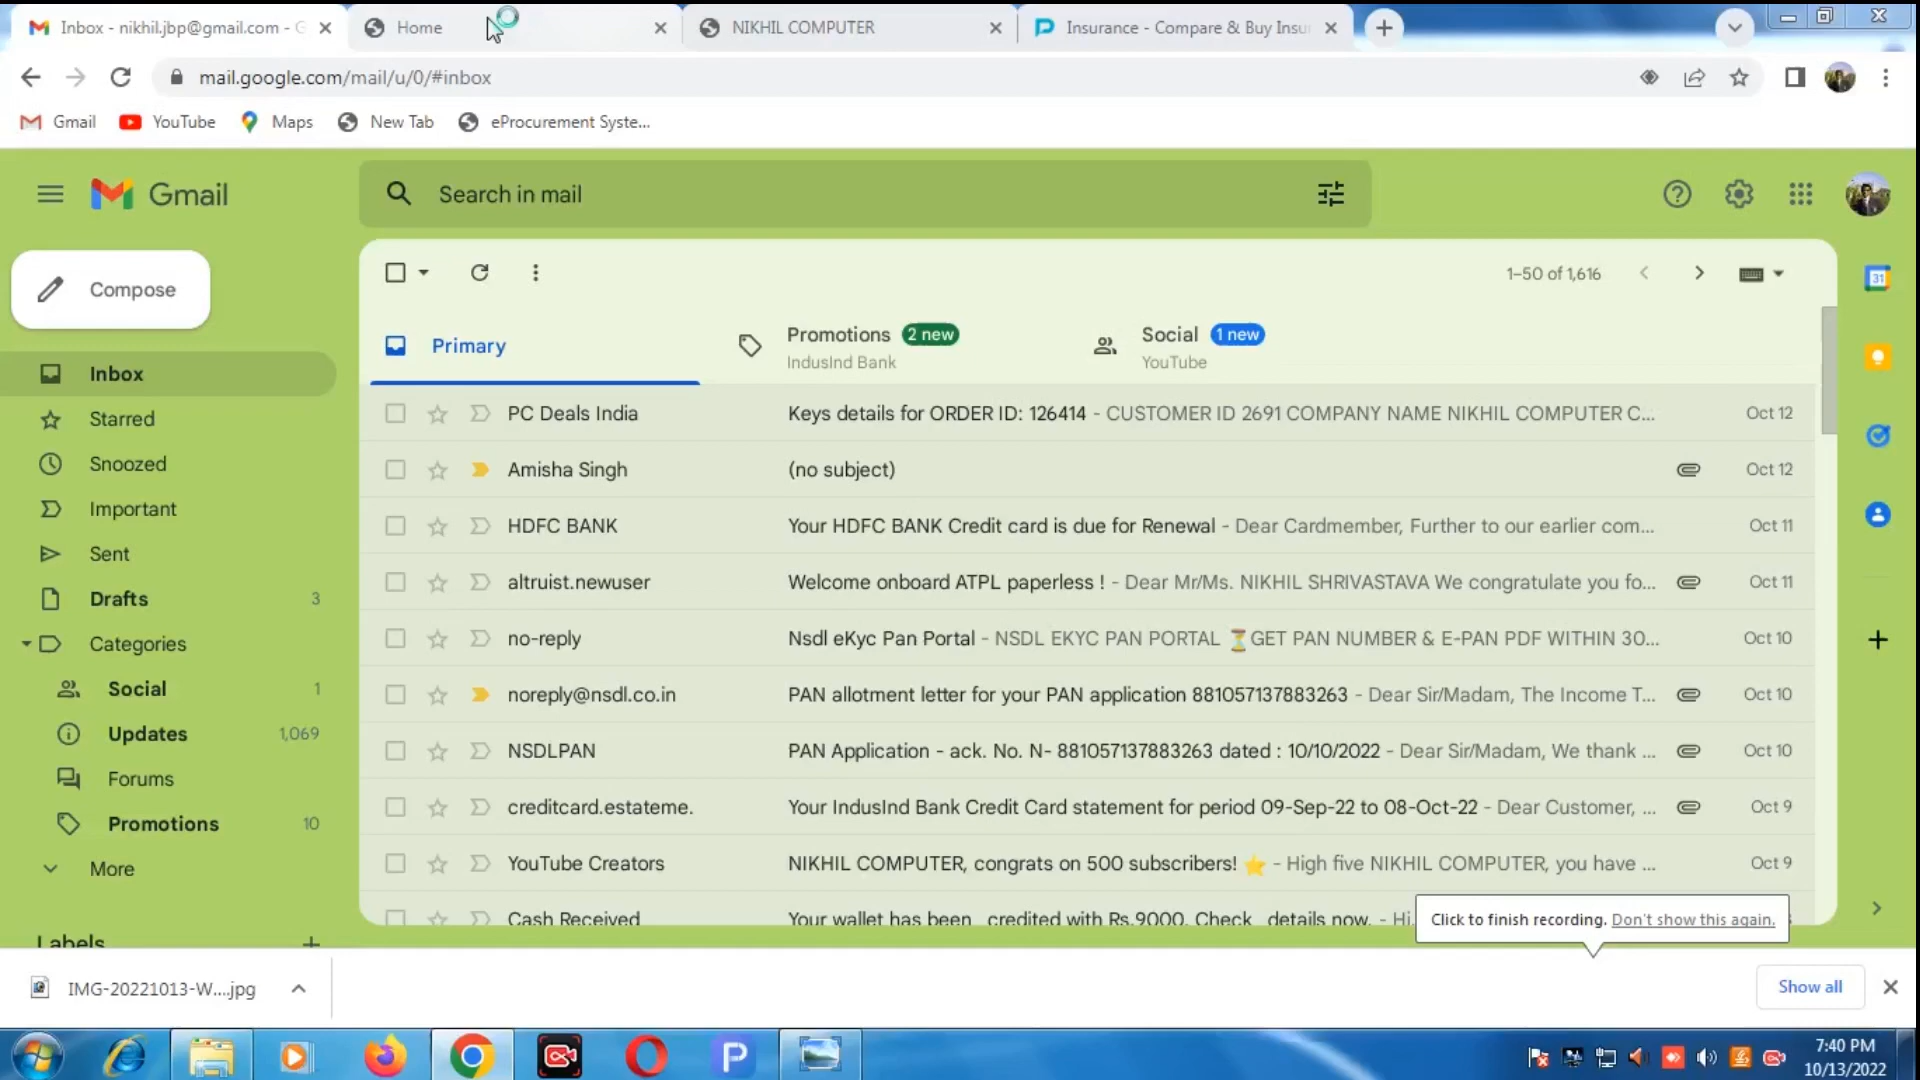 Inbox - nikhil.jbp@gmail.com - G
Home
NIKHIL COMPUTER
Insurance - Compare & Buy Insu
mail.google.com/mail/u/0/#inbox
Gmail
YouTube
Maps
New Tab
eProcurement Syste...
Gmail
Search in mail
Compose
1–50 of 1,616
Primary
Promotions 2 new
IndusInd Bank
Social 1 new
YouTube
Inbox
Starred
Snoozed
Important
Sent
Drafts 3
Categories
Social 1
Updates 1,069
Forums
Promotions 10
More
Labels
PC Deals India Keys details for ORDER ID: 126414 - CUSTOMER ID 2691 COMPANY NAME NIKHIL COMPUTER C... Oct 12
Amisha Singh (no subject) Oct 12
HDFC BANK Your HDFC BANK Credit card is due for Renewal - Dear Cardmember, Further to our earlier com... Oct 11
altruist.newuser Welcome onboard ATPL paperless ! - Dear Mr/Ms. NIKHIL SHRIVASTAVA We congratulate you fo... Oct 11
no-reply Nsdl eKyc Pan Portal - NSDL EKYC PAN PORTAL ⏳GET PAN NUMBER & E-PAN PDF WITHIN 30... Oct 10
noreply@nsdl.co.in PAN allotment letter for your PAN application 881057137883263 - Dear Sir/Madam, The Income T... Oct 10
NSDLPAN PAN Application - ack. No. N- 881057137883263 dated : 10/10/2022 - Dear Sir/Madam, We thank ... Oct 10
creditcard.estateme. Your IndusInd Bank Credit Card statement for period 09-Sep-22 to 08-Oct-22 - Dear Customer, ... Oct 9
YouTube Creators NIKHIL COMPUTER, congrats on 500 subscribers! ⭐ - High five NIKHIL COMPUTER, you have ... Oct 9
Cash Received Your wallet has been credited with Rs.9000. Check details now. - Hi
Click to finish recording. Don't show this again.
IMG-20221013-W....jpg
Show all
31
7:40 PM
10/13/2022